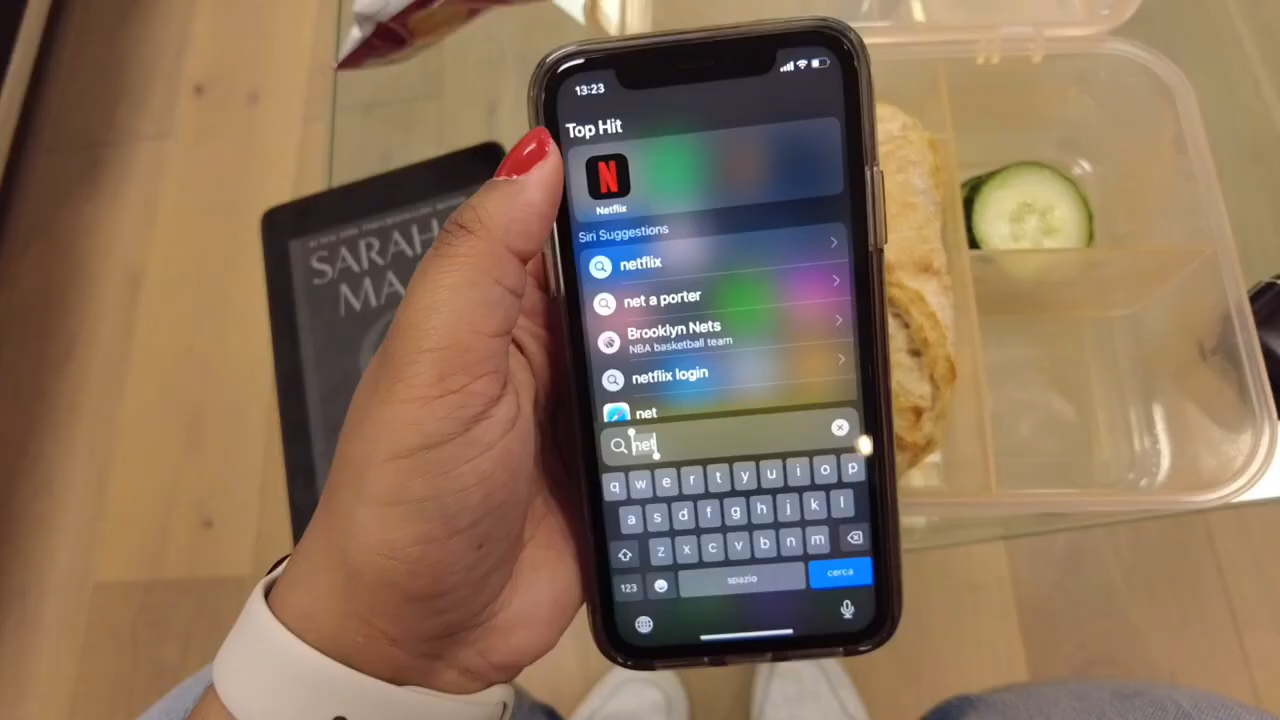 13:23
Top Hit
N
Netflix
Siri Suggestions
netflix
net a porter
Brooklyn Nets
NBA basketball team
netflix login
net
net
q w e r t y u i o p
a s d f g h j k l
z x c v b n m
123
spazio
cerca
SARAH
MA